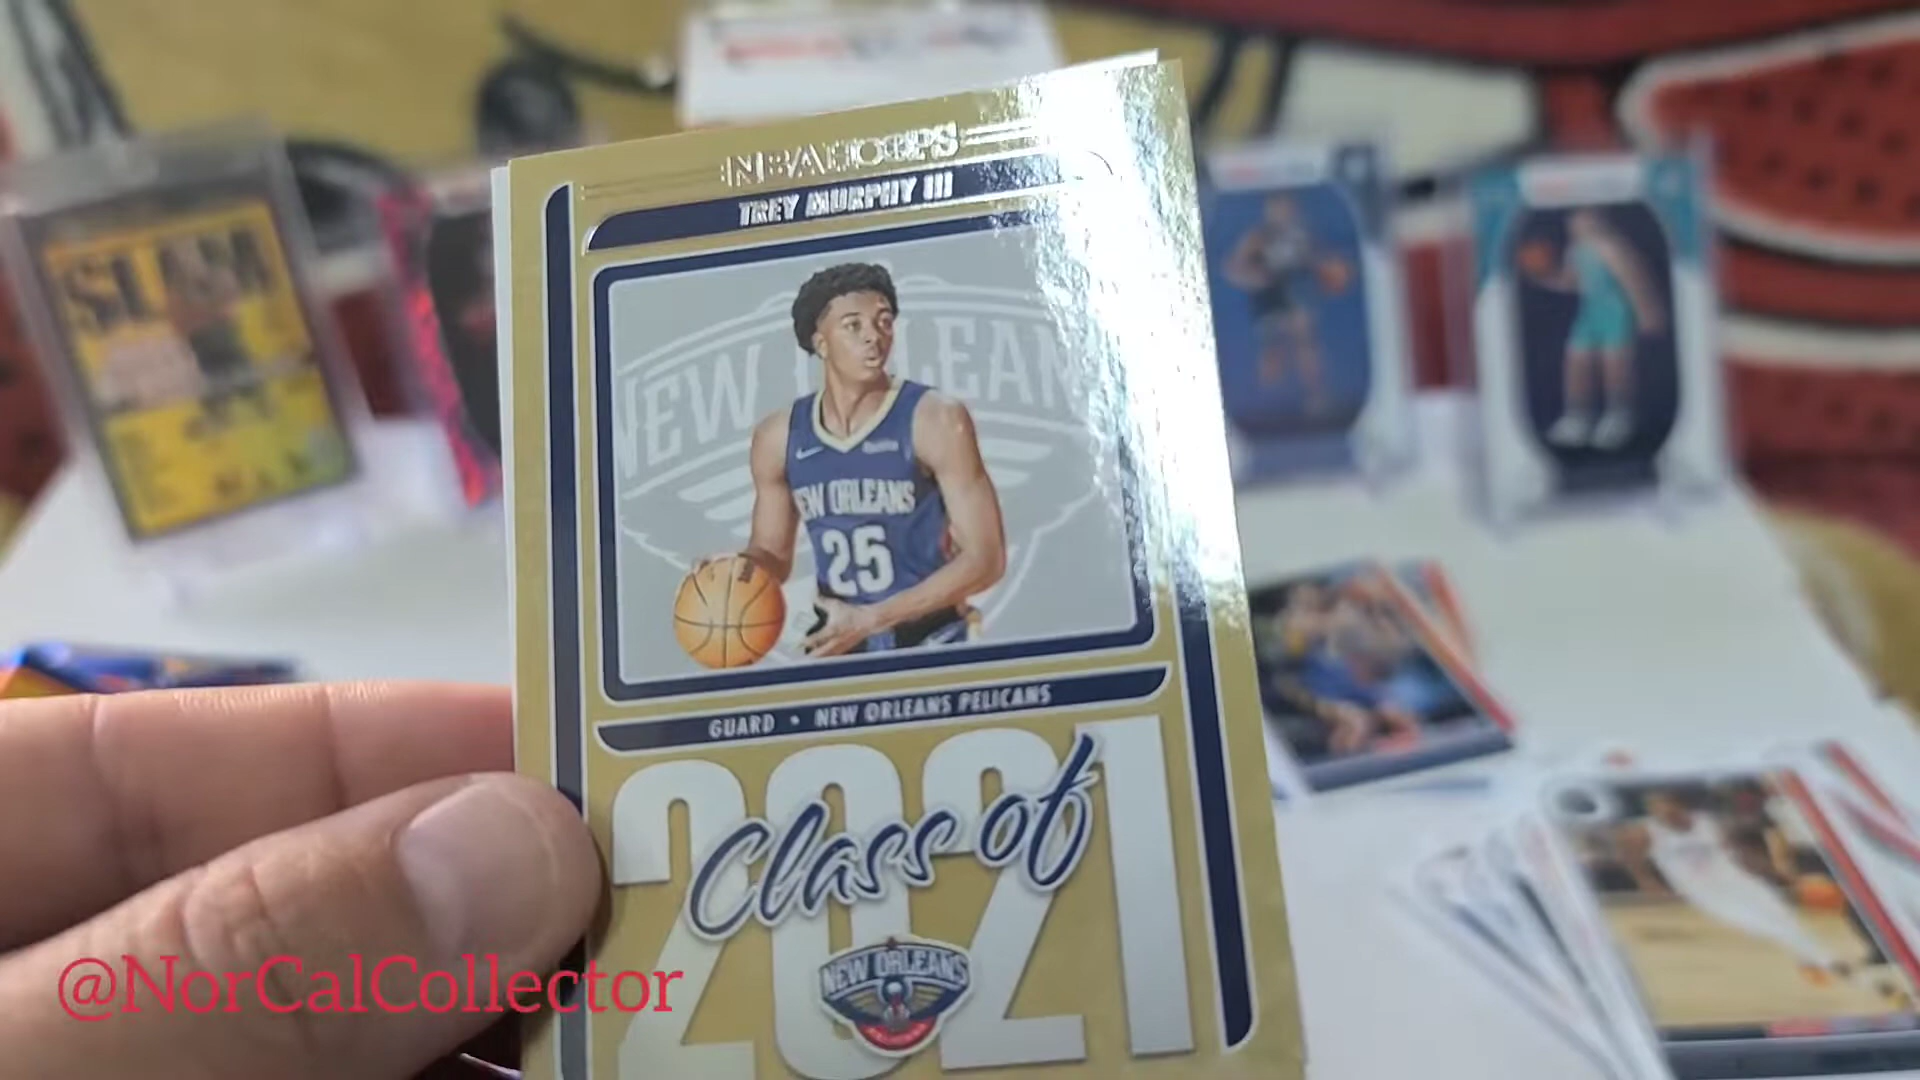 NBA HOOPS
TREY MURPHY III
NEW ORLEANS
NEW ORLEANS
25
GUARD • NEW ORLEANS PELICANS
2021
Class of
NEW ORLEANS
SLAM
@NorCalCollector